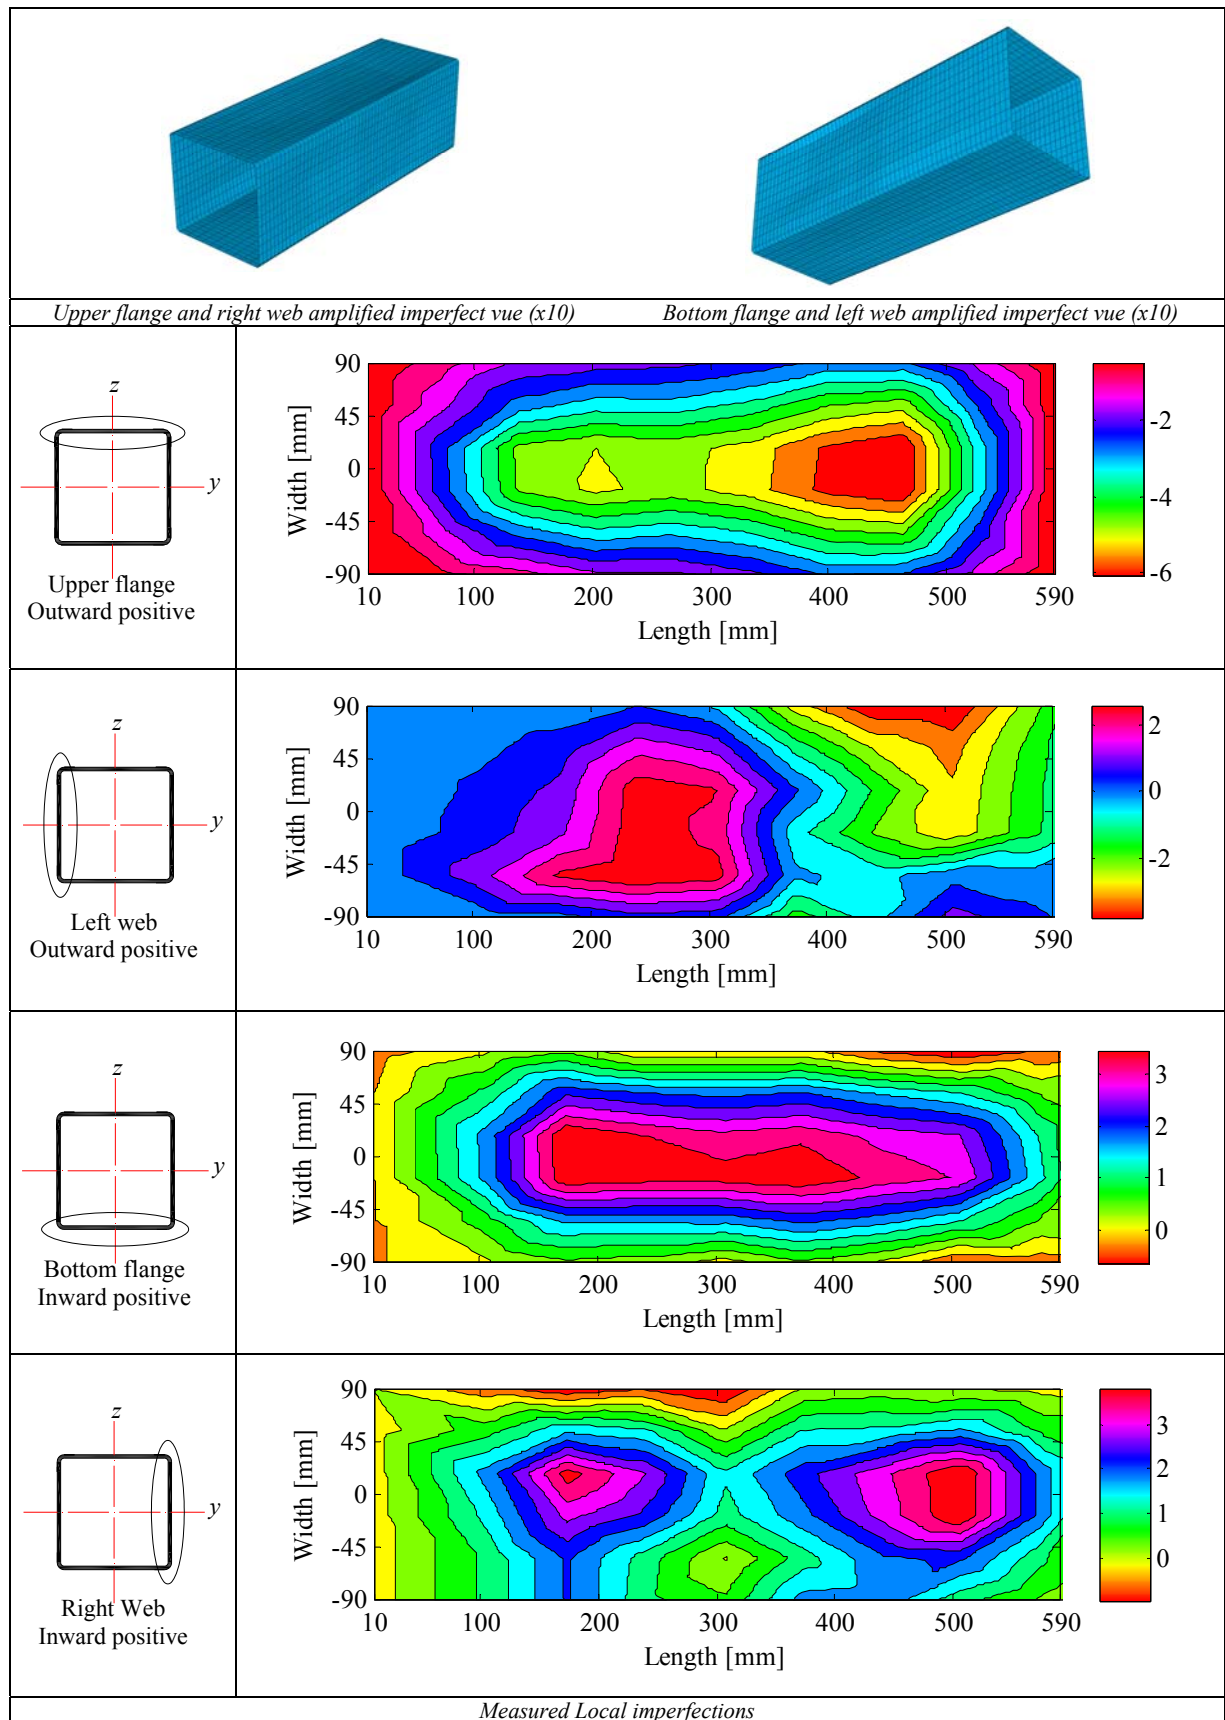 Upper flange and right web amplified imperfect vue (x10) Bottom flange and left web amplified imperfect vue (x10)
z
y
Upper flange
Outward positive
90
45
0
-45
-90
Width [mm]
10 100 200 300 400 500 590
Length [mm]
-2
-4
-6
z
y
Left web
Outward positive
90
45
0
-45
-90
Width [mm]
10 100 200 300 400 500 590
Length [mm]
2
0
-2
z
y
Bottom flange
Inward positive
90
45
0
-45
-90
Width [mm]
10 100 200 300 400 500 590
Length [mm]
3
2
1
0
z
y
Right Web
Inward positive
90
45
0
-45
-90
Width [mm]
10 100 200 300 400 500 590
Length [mm]
3
2
1
0
Measured Local imperfections